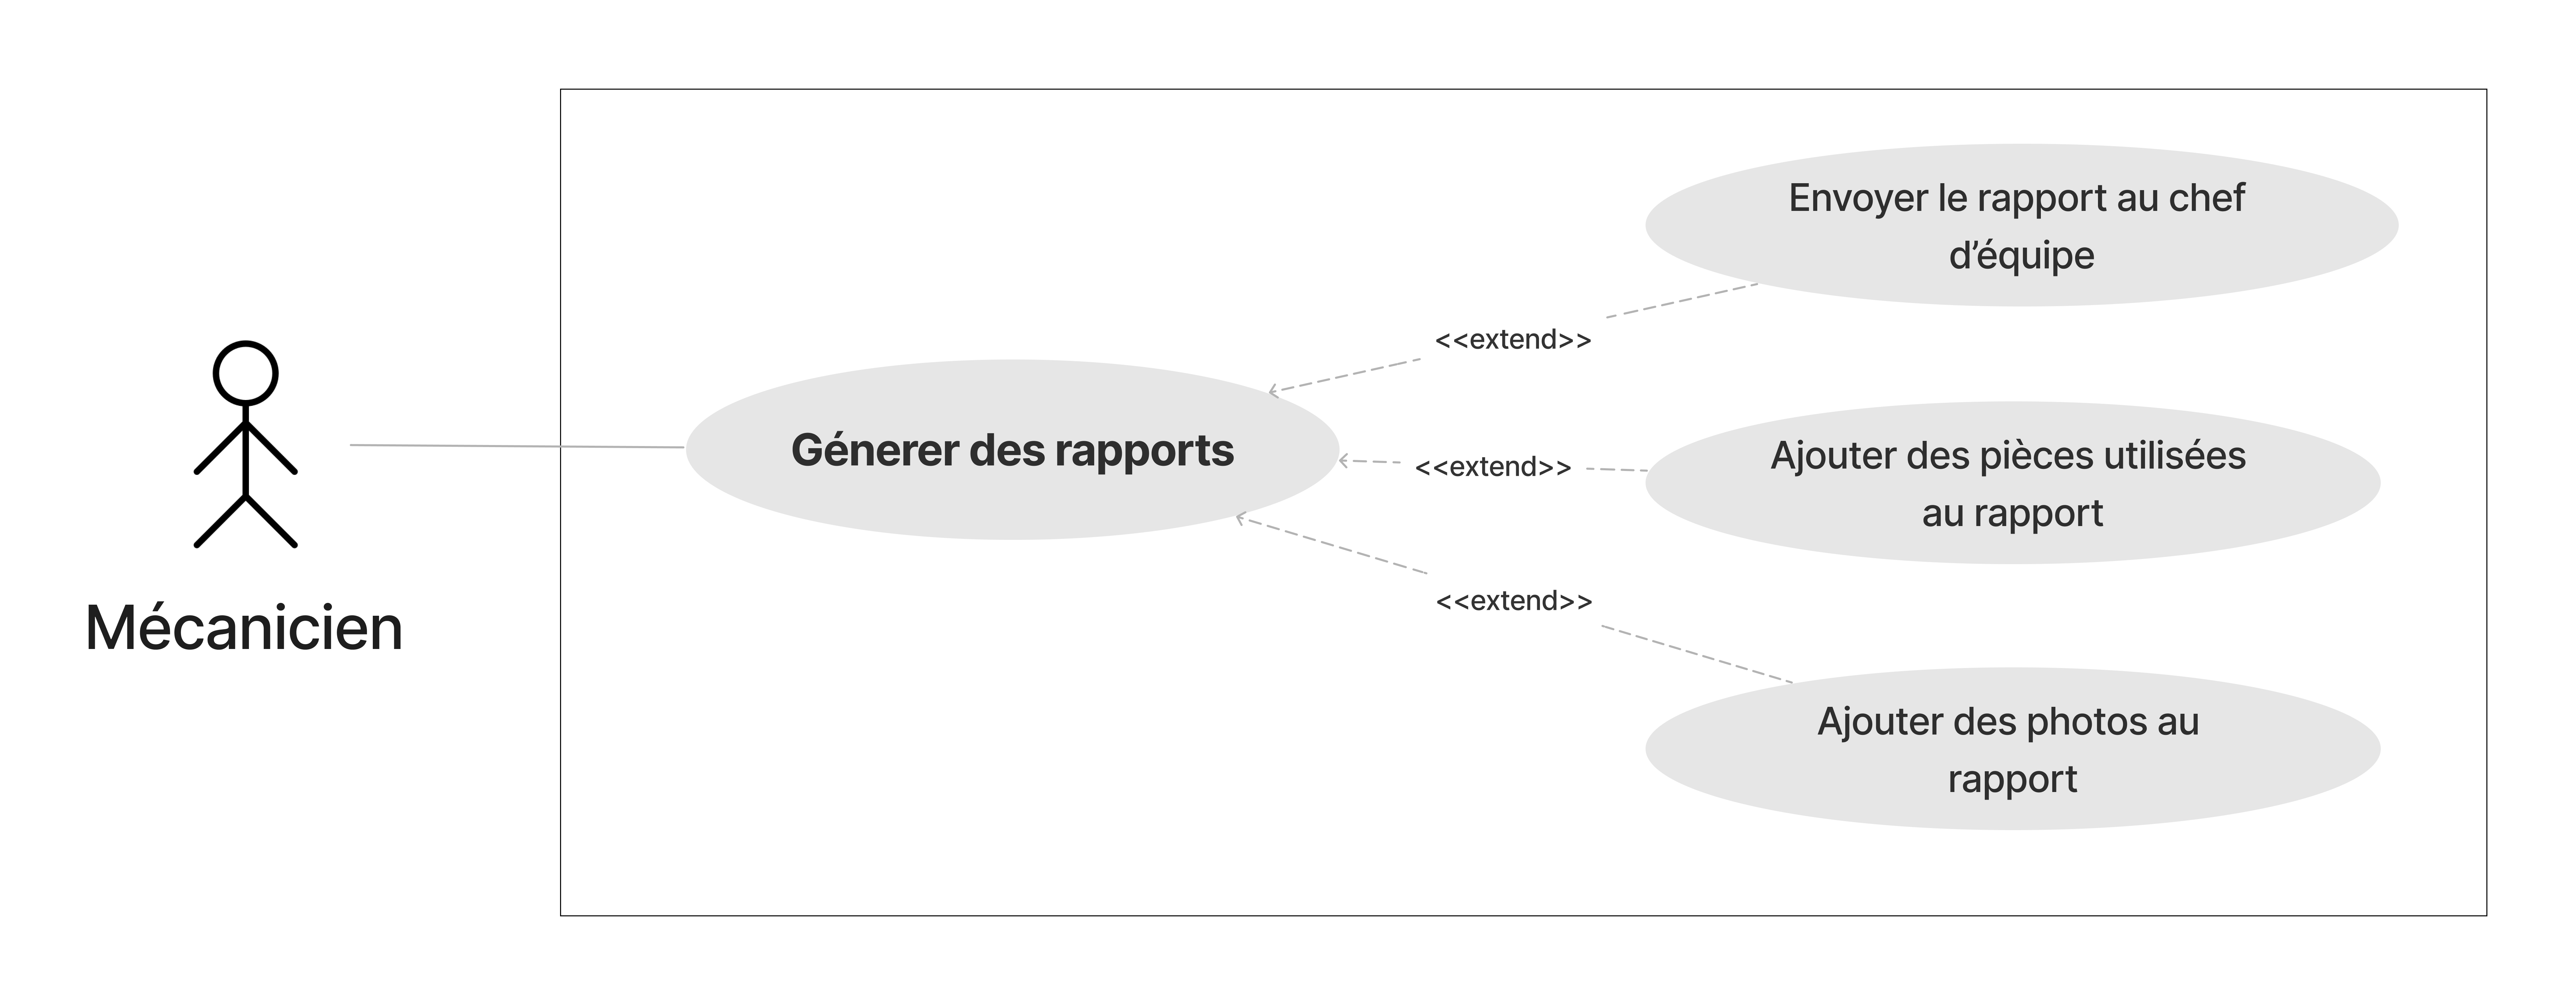 Envoyer le rapport au chef
d’équipe
<<extend>>
Génerer des rapports
<<extend>>
Ajouter des pièces utilisées
au rapport
<<extend>>
Mécanicien
Ajouter des photos au
rapport